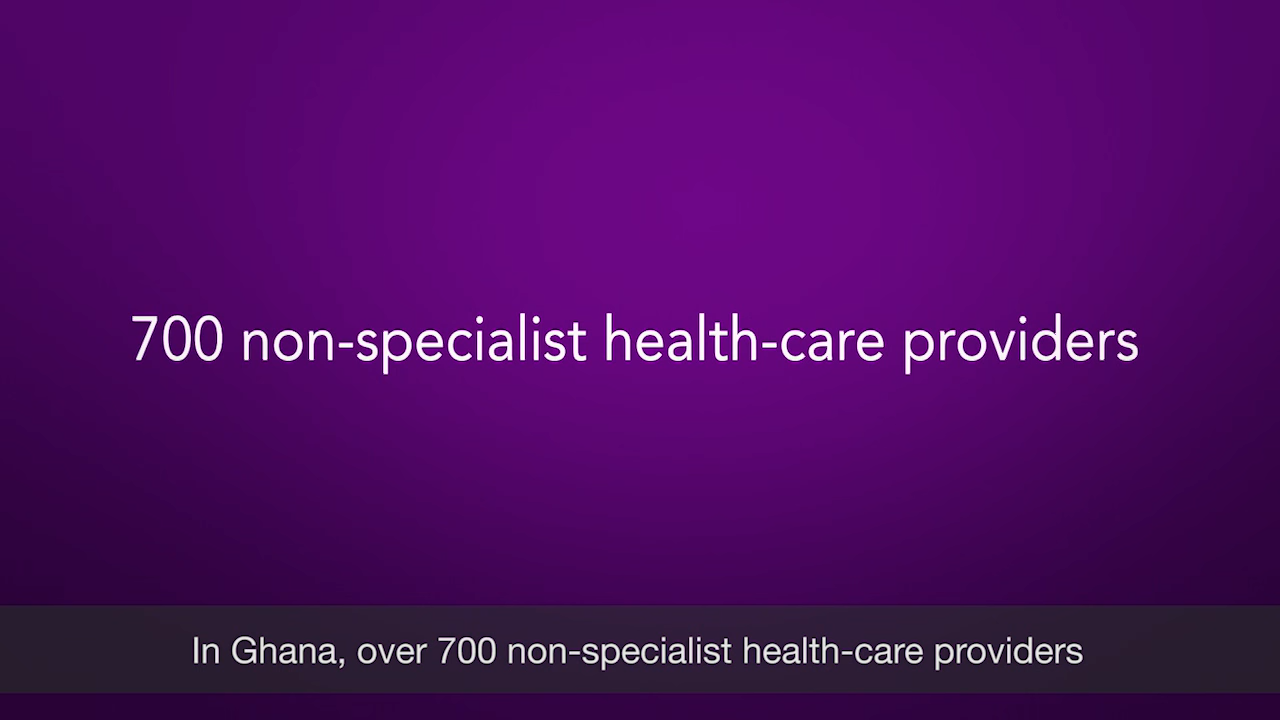 700 non-specialist health-care providers
In Ghana, over 700 non-specialist health-care providers